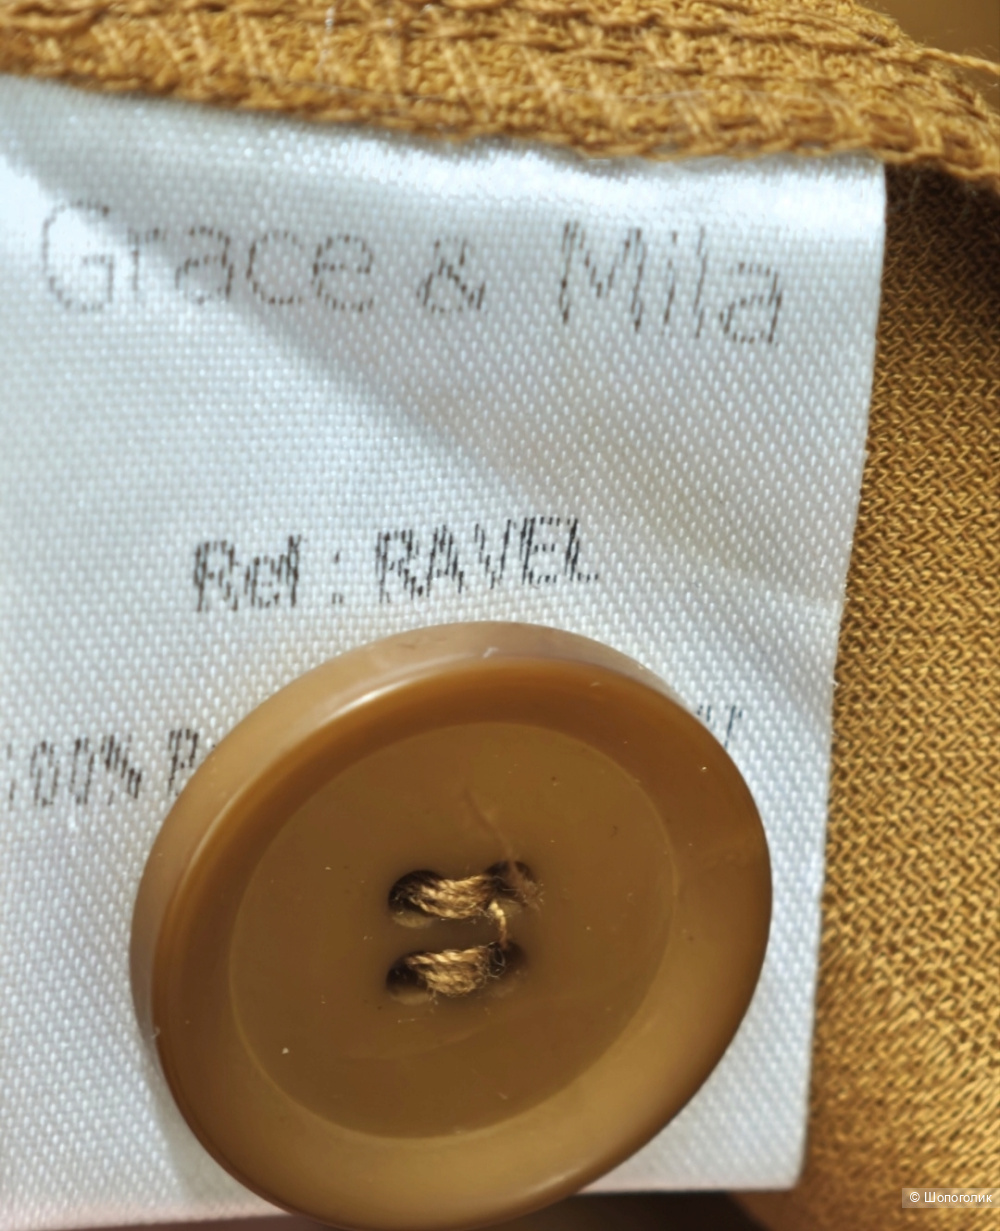 Grace & Mila
Ref : RAVEL
100%
© Шопоголик